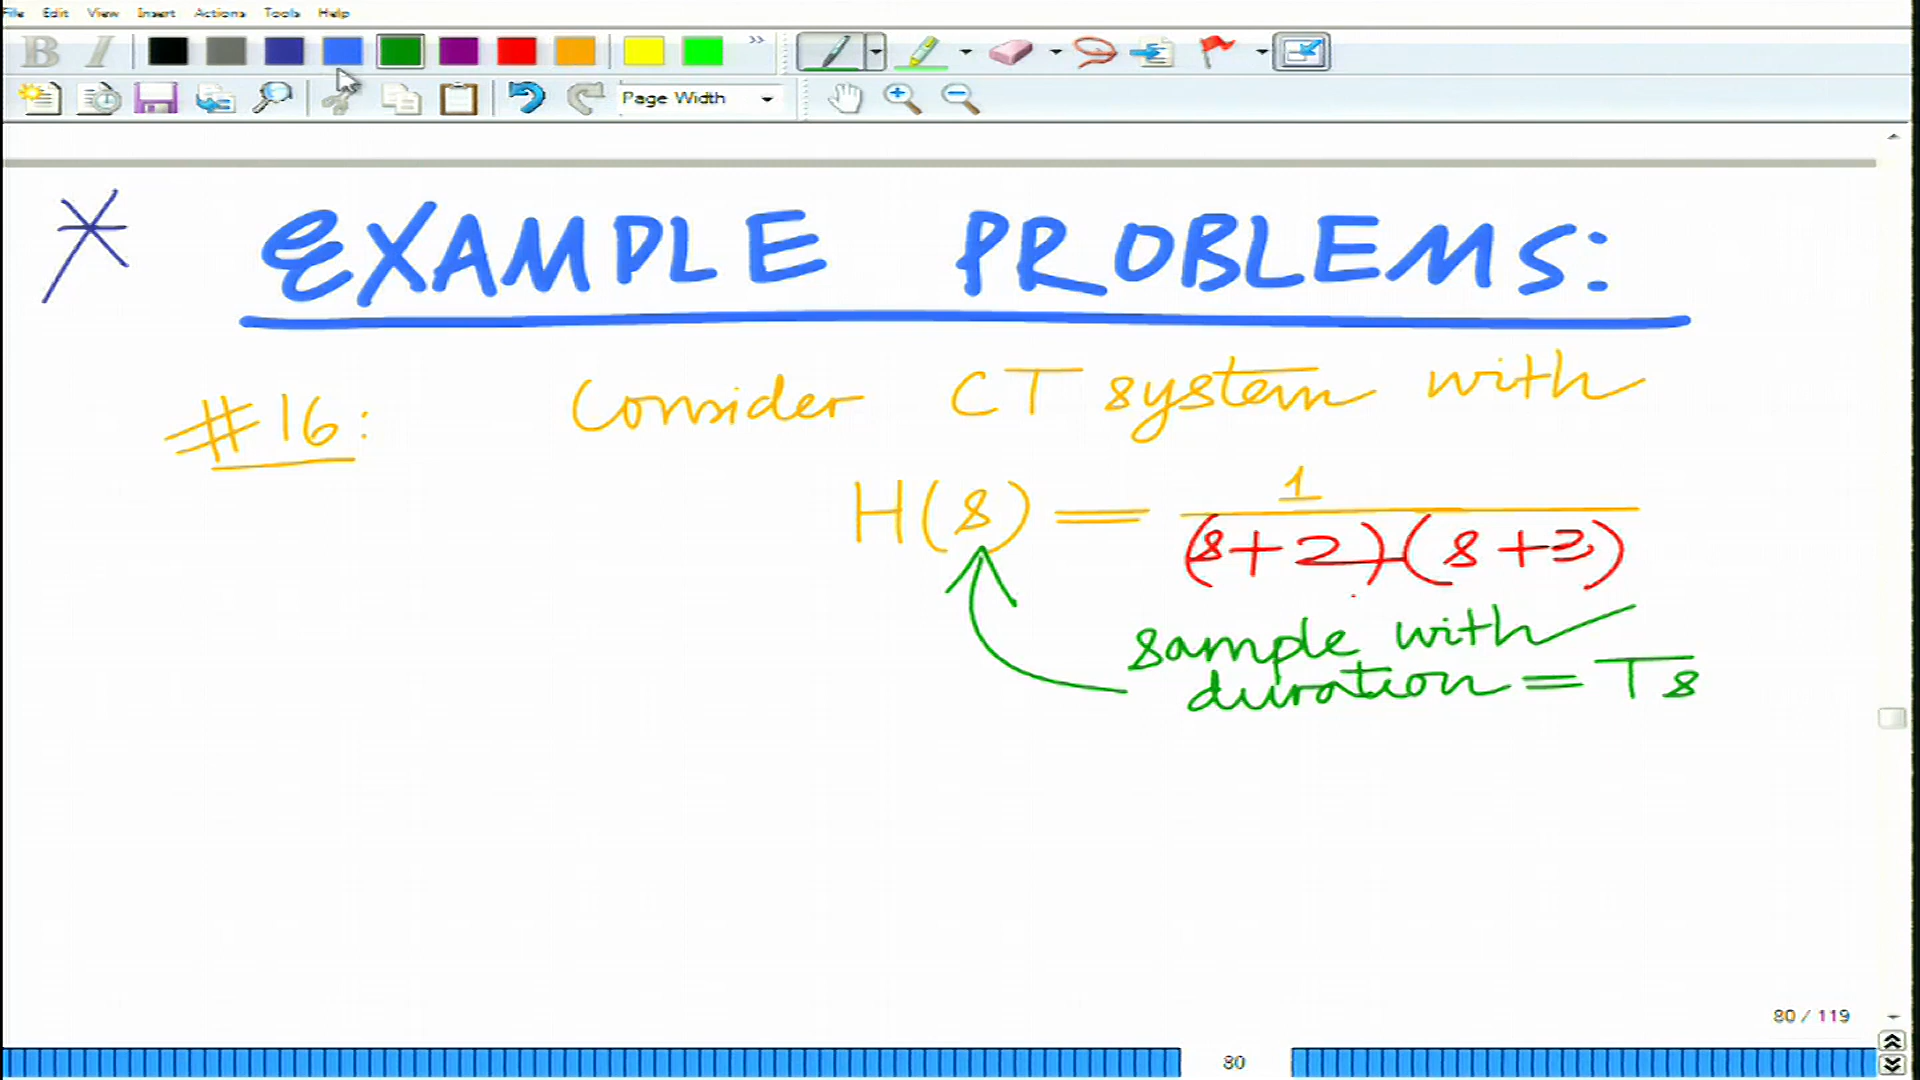 File Edit View Insert Actions Tools Help
B I
Page Width
* EXAMPLE PROBLEMS:
#16: Consider CT system with
H(s) = 1 / (s+2)(s+3)
sample with
duration = Ts
80 / 119
80